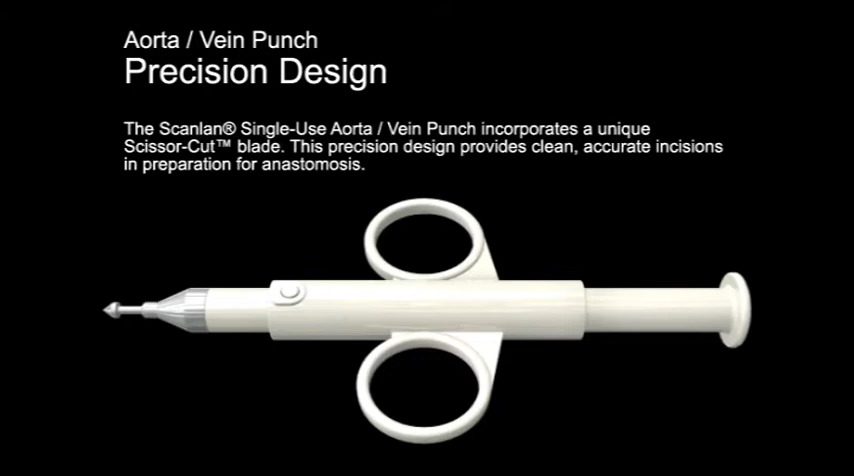 Aorta / Vein Punch
Precision Design
The Scanlan® Single-Use Aorta / Vein Punch incorporates a unique
Scissor-Cut™ blade. This precision design provides clean, accurate incisions
in preparation for anastomosis.